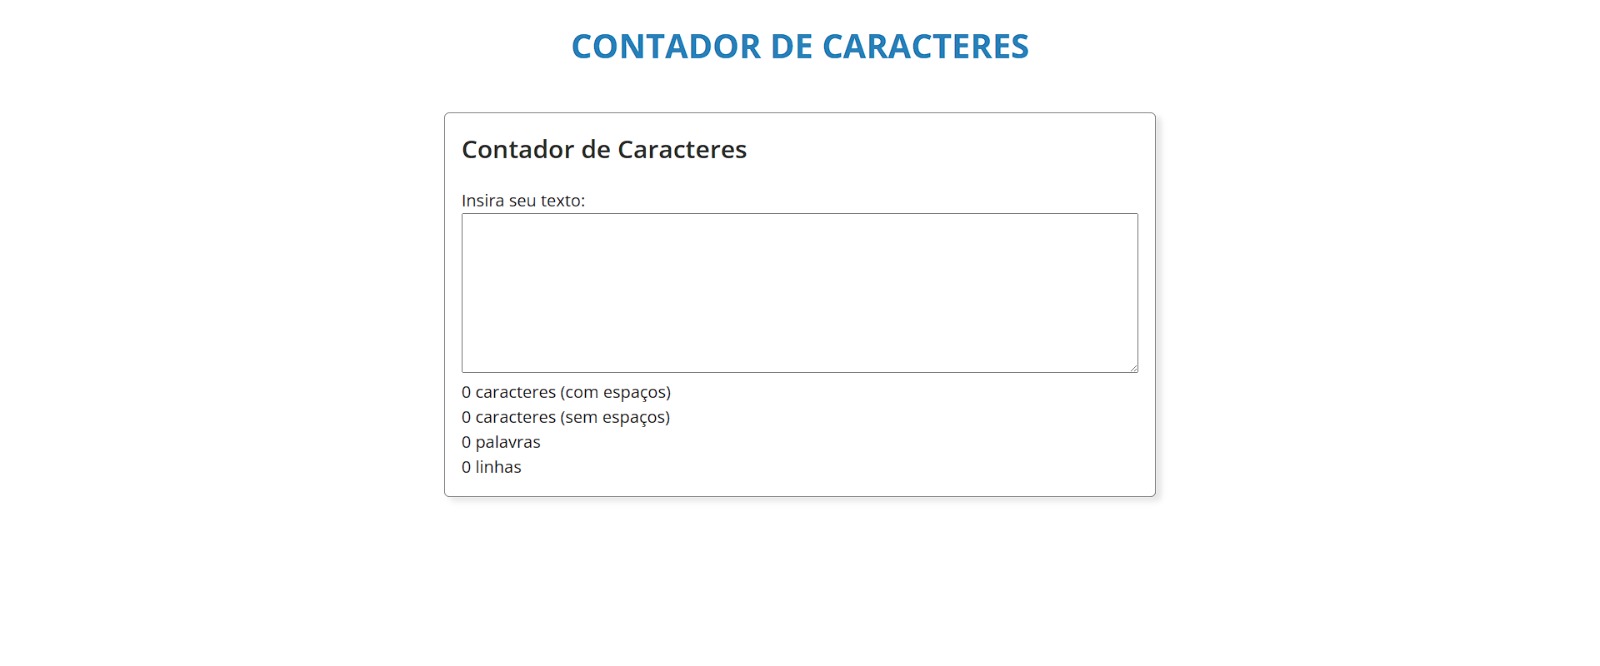 CONTADOR DE CARACTERES
Contador de Caracteres
Insira seu texto:
0 caracteres (com espaços)
0 caracteres (sem espaços)
0 palavras
0 linhas